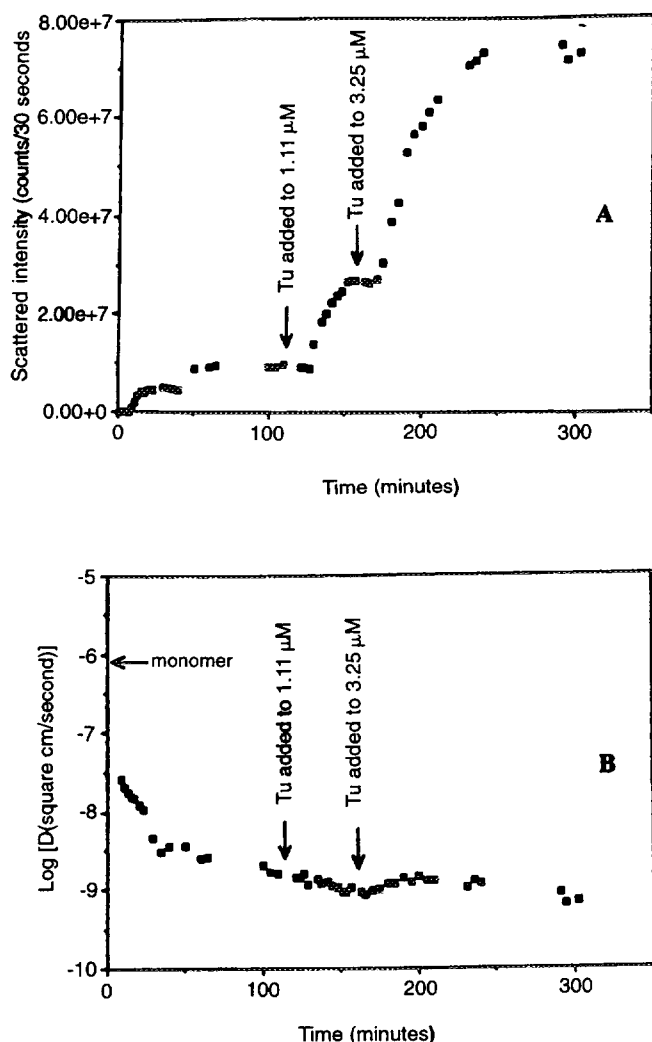 Scattered intensity (counts/30 seconds)
8.00e+7
6.00e+7
4.00e+7
2.00e+7
0.00+0
Tu added to 1.11 μM
Tu added to 3.25 μM
A
0
100
200
300
Time (minutes)
Log [D(square cm/second)]
-5
-6
-7
-8
-9
-10
monomer
Tu added to 1.11 μM
Tu added to 3.25 μM
B
0
100
200
300
Time (minutes)